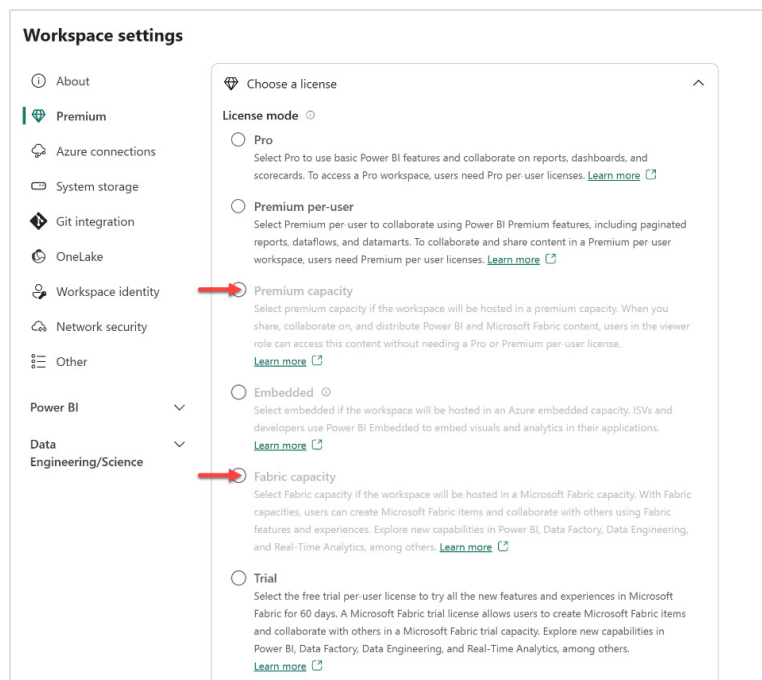 Workspace settings
About
Premium
Azure connections
System storage
Git integration
OneLake
Workspace identity
Network security
Other
Power BI
Data
Engineering/Science
Choose a license
License mode
Pro
Select Pro to use basic Power BI features and collaborate on reports, dashboards, and
scorecards. To access a Pro workspace, users need Pro per-user licenses. Learn more
Premium per-user
Select Premium per-user to collaborate using Power BI Premium features, including paginated
reports, dataflows, and datamarts. To collaborate and share content in a Premium per-user
workspace, users need Premium per-user licenses. Learn more
Premium capacity
Select premium capacity if the workspace will be hosted in a premium capacity. When you
share, collaborate on, and distribute Power BI and Microsoft Fabric content, users in the viewer
role can access this content without needing a Pro or Premium per-user license.
Learn more
Embedded
Select embedded if the workspace will be hosted in an Azure embedded capacity. ISVs and
developers use Power BI Embedded to embed visuals and analytics in their applications.
Learn more
Fabric capacity
Select Fabric capacity if the workspace will be hosted in a Microsoft Fabric capacity. With Fabric
capacities, users can create Microsoft Fabric items and collaborate with others using Fabric
features and experiences. Explore new capabilities in Power BI, Data Factory, Data Engineering,
and Real-Time Analytics, among others. Learn more
Trial
Select the free trial per-user license to try all the new features and experiences in Microsoft
Fabric for 60 days. A Microsoft Fabric trial license allows users to create Microsoft Fabric items
and collaborate with others in a Microsoft Fabric trial capacity. Explore new capabilities in
Power BI, Data Factory, Data Engineering, and Real-Time Analytics, among others.
Learn more